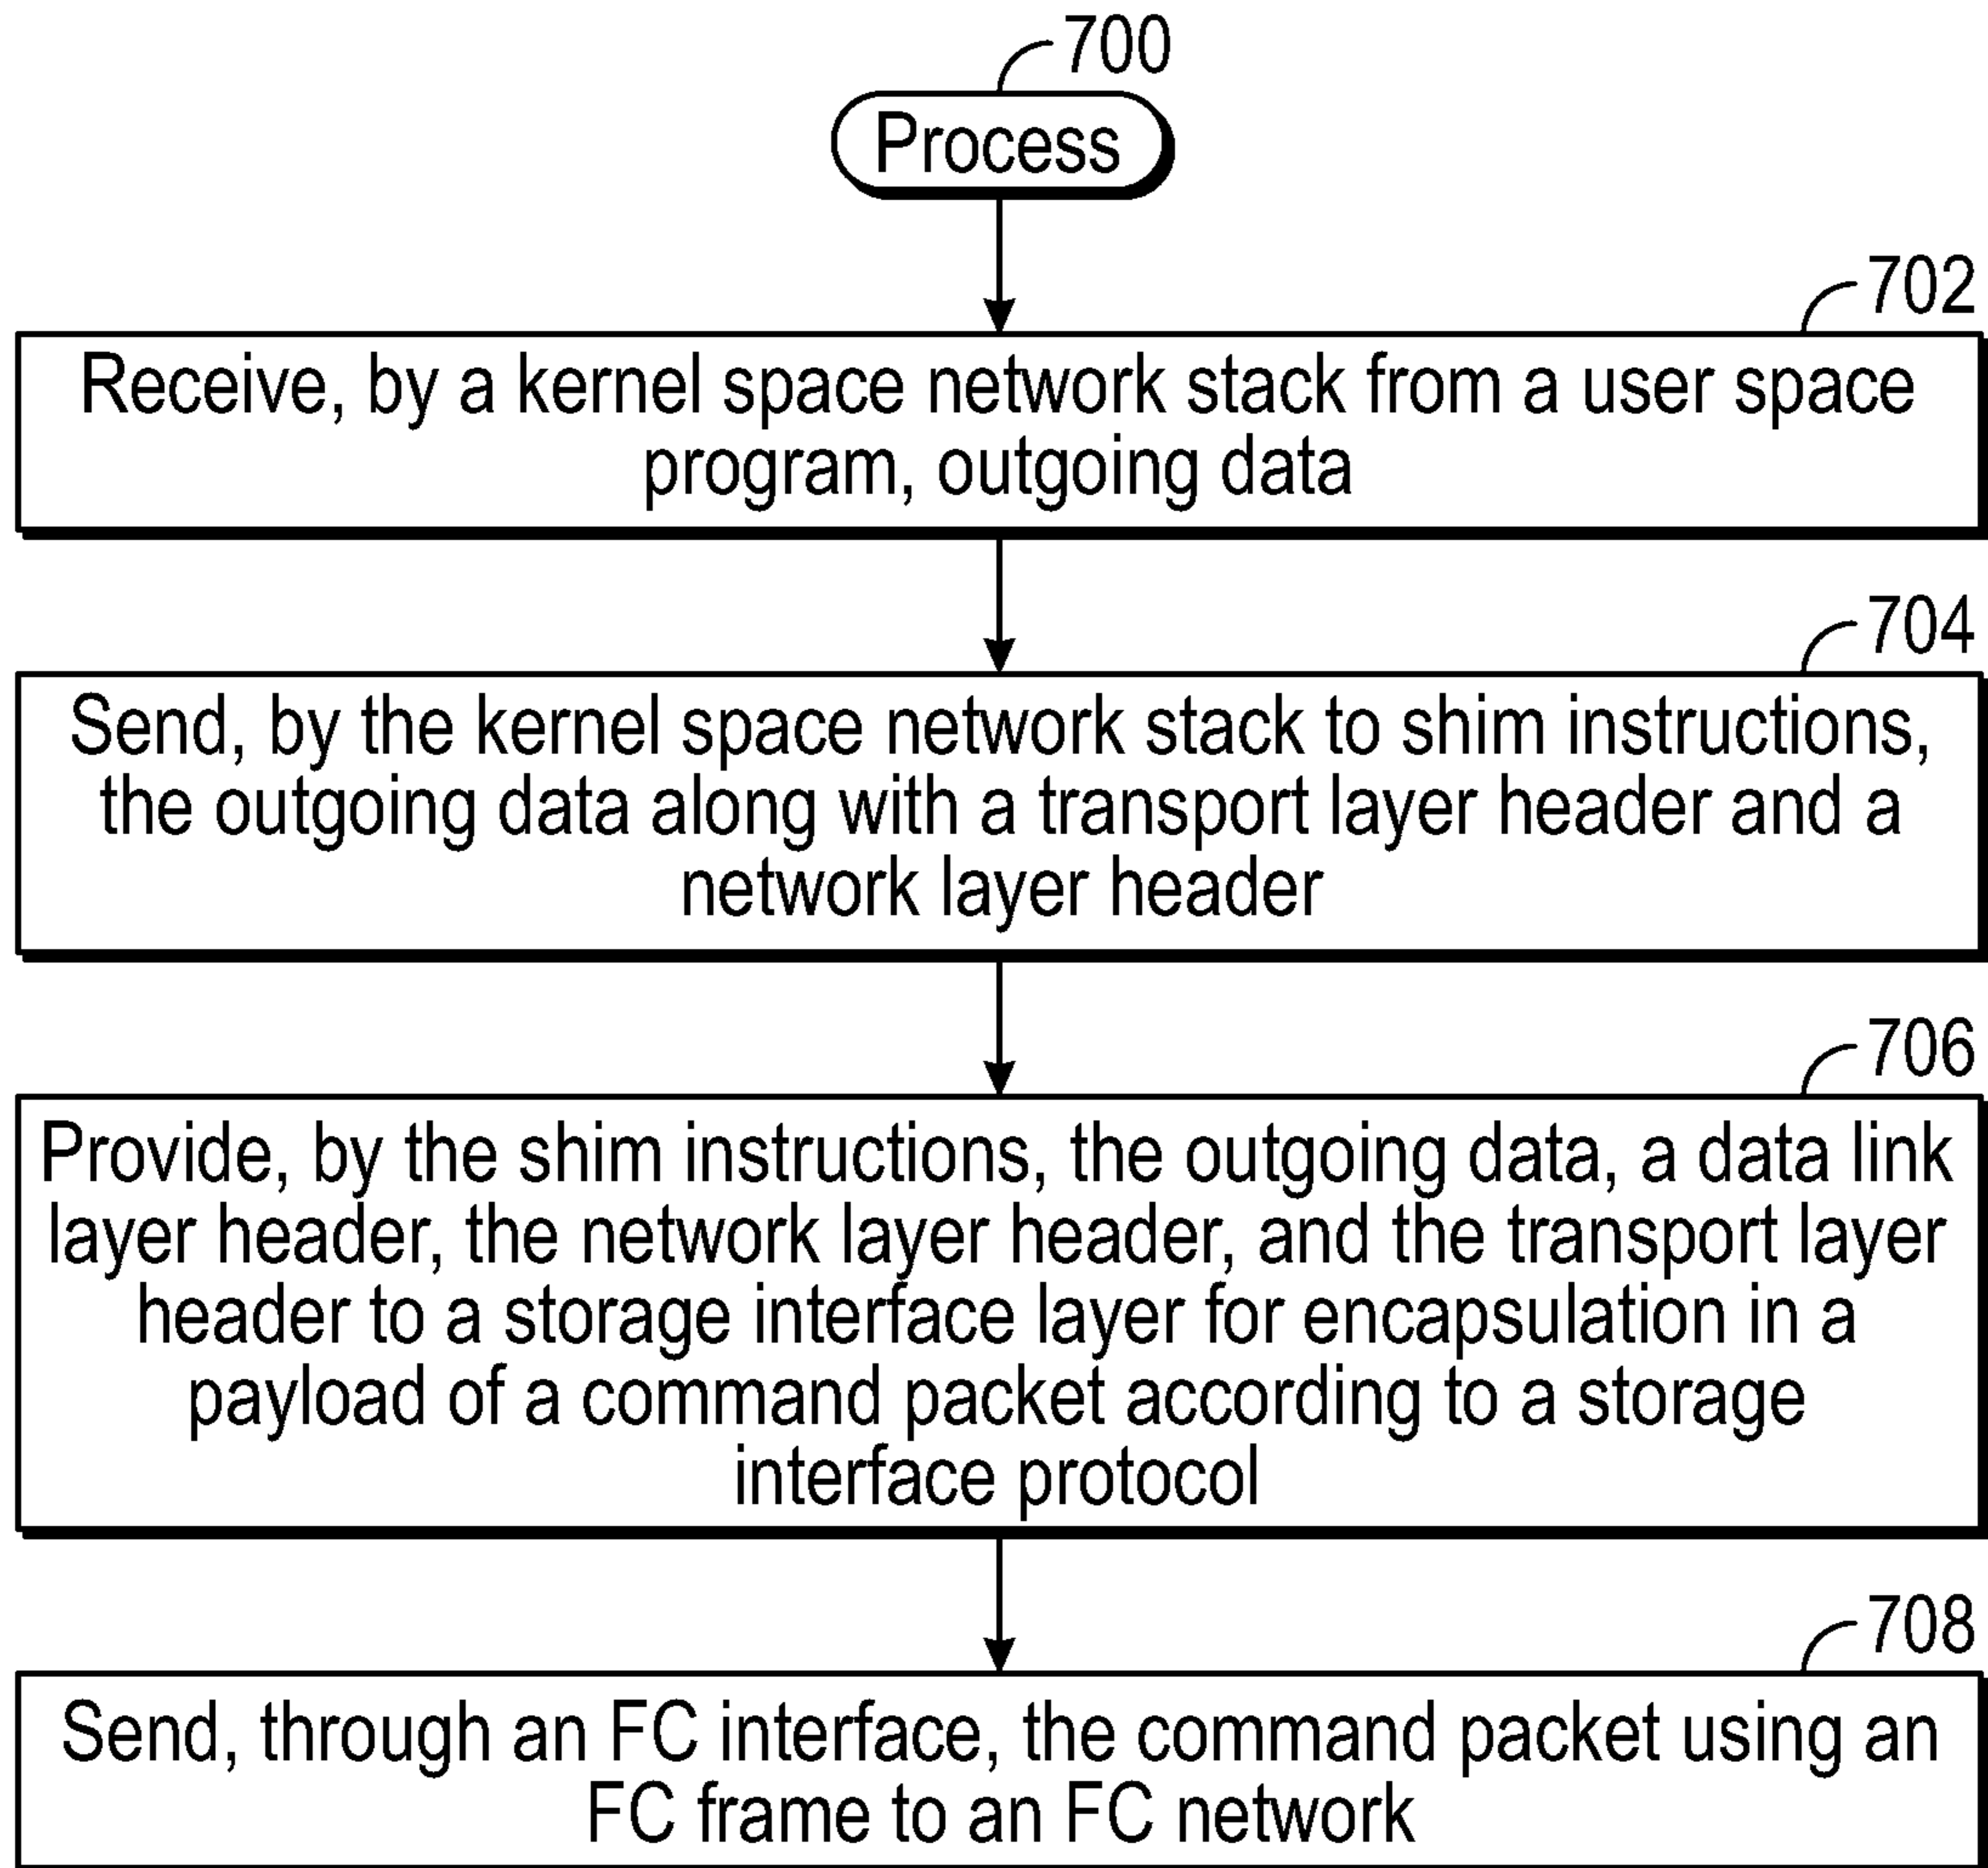 700
Process
702
Receive, by a kernel space network stack from a user space
program, outgoing data
704
Send, by the kernel space network stack to shim instructions,
the outgoing data along with a transport layer header and a
network layer header
706
Provide, by the shim instructions, the outgoing data, a data link
layer header, the network layer header, and the transport layer
header to a storage interface layer for encapsulation in a
payload of a command packet according to a storage
interface protocol
708
Send, through an FC interface, the command packet using an
FC frame to an FC network